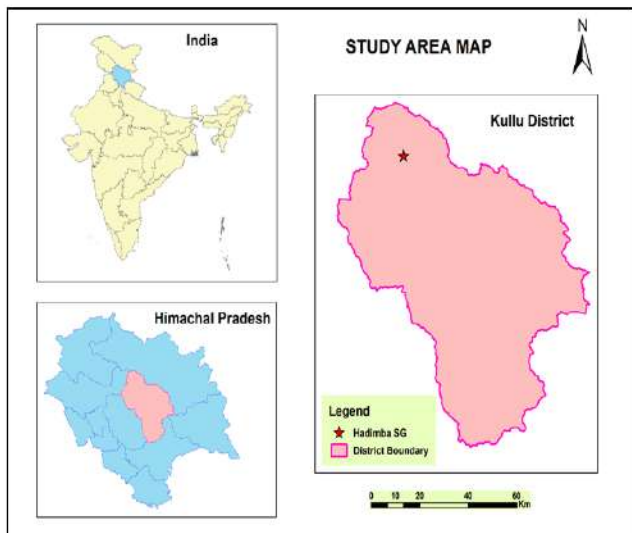 India
STUDY AREA MAP
N
Kullu District
Himachal Pradesh
Legend
Hadimba SG
District Boundary
0 10 20 40 60
Km